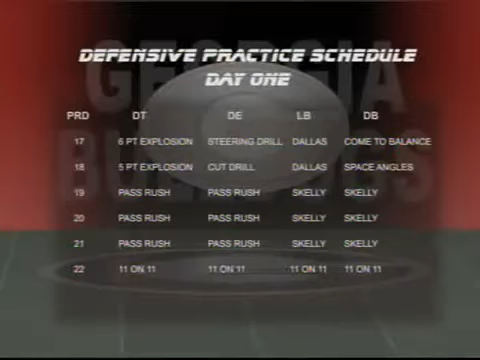 DEFENSIVE PRACTICE SCHEDULE
DAY ONE
GEORGIA
BULLDOGS
PRD DT DE LB DB
17 6 PT EXPLOSION STEERING DRILL DALLAS COME TO BALANCE
18 5 PT EXPLOSION CUT DRILL DALLAS SPACE ANGLES
19 PASS RUSH PASS RUSH SKELLY SKELLY
20 PASS RUSH PASS RUSH SKELLY SKELLY
21 PASS RUSH PASS RUSH SKELLY SKELLY
22 11 ON 11 11 ON 11 11 ON 11 11 ON 11